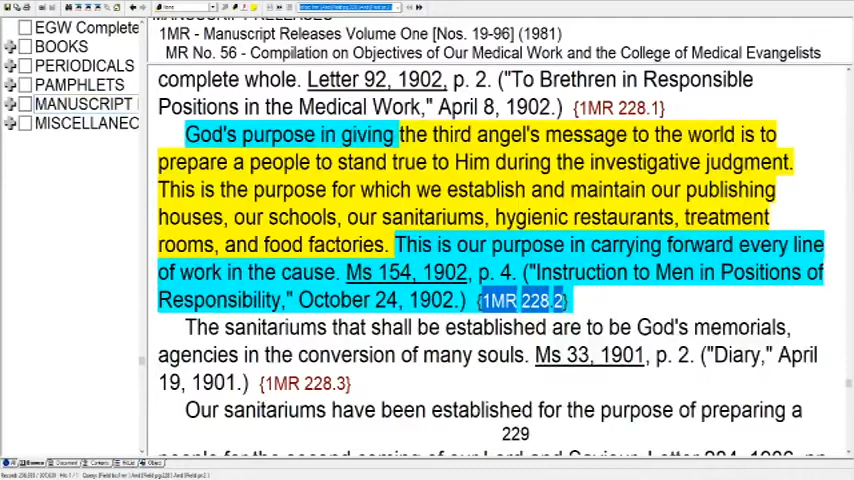 EGW Complete
BOOKS
PERIODICALS
PAMPHLETS
MANUSCRIPT
MISCELLANEC
1MR - Manuscript Releases Volume One [Nos. 19-96] (1981)
MR No. 56 - Compilation on Objectives of Our Medical Work and the College of Medical Evangelists
complete whole. Letter 92, 1902, p. 2. ("To Brethren in Responsible
Positions in the Medical Work," April 8, 1902.) {1MR 228.1}
God's purpose in giving the third angel's message to the world is to
prepare a people to stand true to Him during the investigative judgment.
This is the purpose for which we establish and maintain our publishing
houses, our schools, our sanitariums, hygienic restaurants, treatment
rooms, and food factories. This is our purpose in carrying forward every line
of work in the cause. Ms 154, 1902, p. 4. ("Instruction to Men in Positions of
Responsibility," October 24, 1902.) {1MR 228.2}
The sanitariums that shall be established are to be God's memorials,
agencies in the conversion of many souls. Ms 33, 1901, p. 2. ("Diary," April
19, 1901.) {1MR 228.3}
Our sanitariums have been established for the purpose of preparing a
229